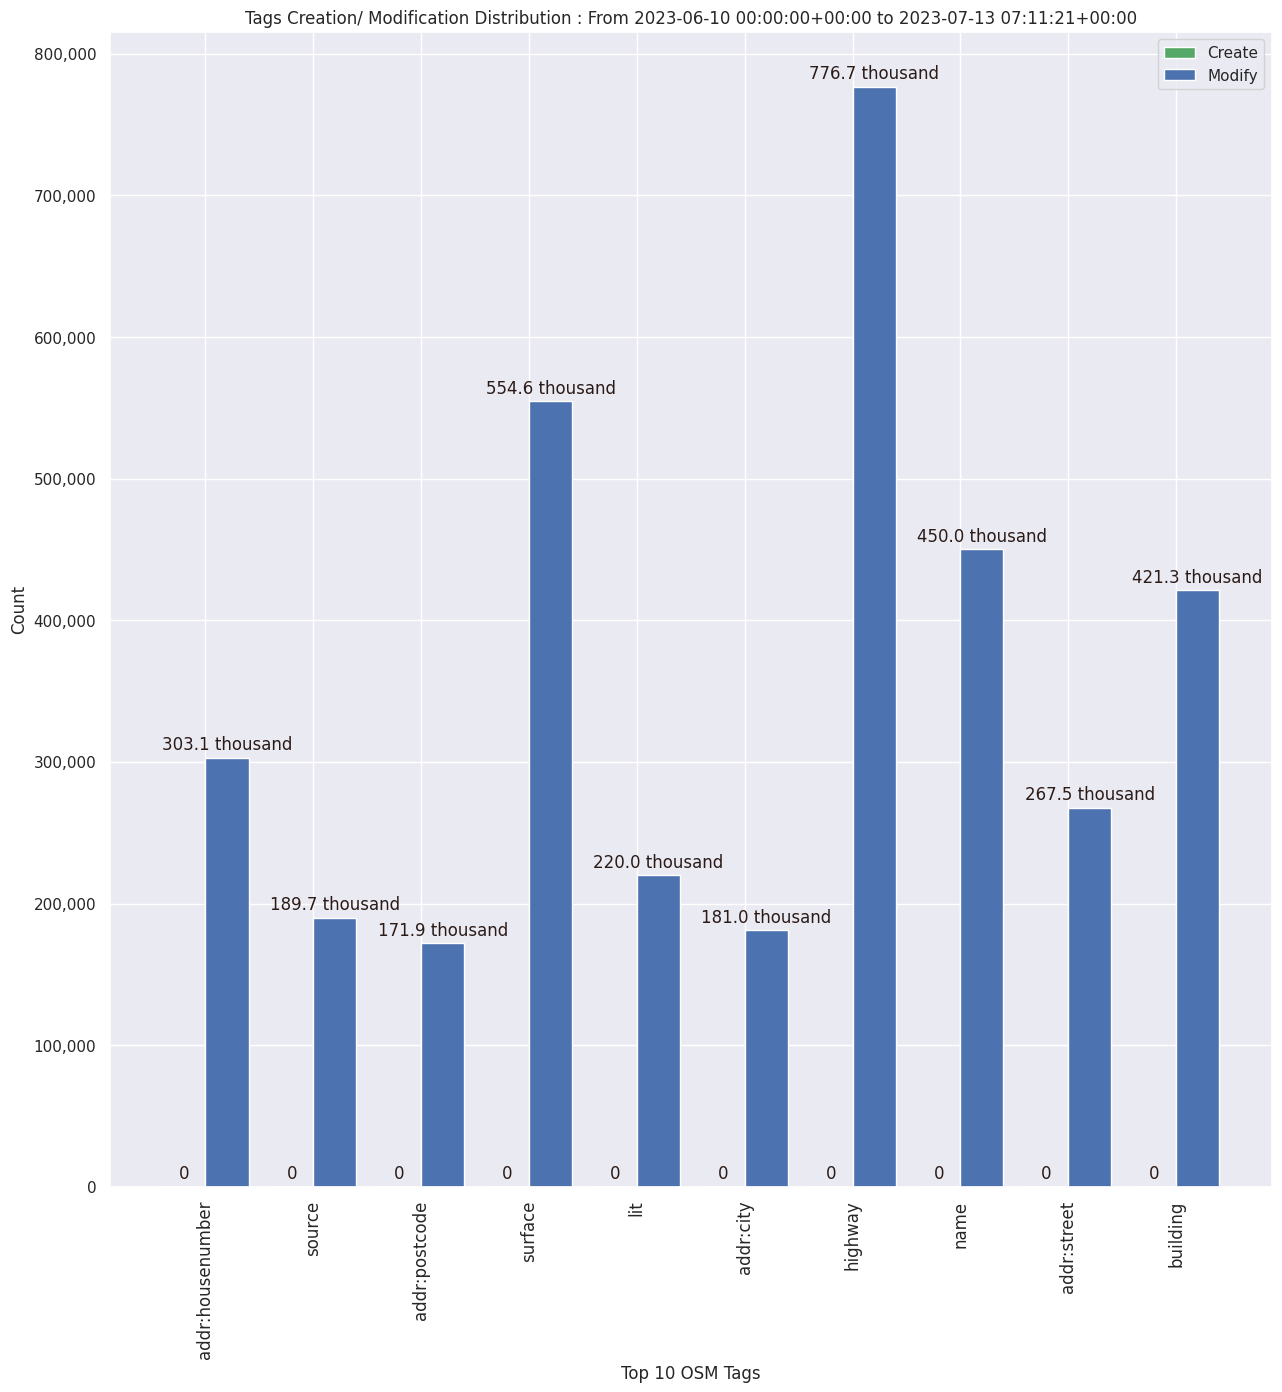 Tags Creation/ Modification Distribution : From 2023-06-10 00:00:00+00:00 to 2023-07-13 07:11:21+00:00
Create
Modify
800,000
700,000
600,000
500,000
400,000
300,000
200,000
100,000
0
Count
303.1 thousand
189.7 thousand
171.9 thousand
554.6 thousand
220.0 thousand
181.0 thousand
776.7 thousand
450.0 thousand
267.5 thousand
421.3 thousand
0
0
0
0
0
0
0
0
0
0
addr:housenumber
source
addr:postcode
surface
lit
addr:city
highway
name
addr:street
building
Top 10 OSM Tags